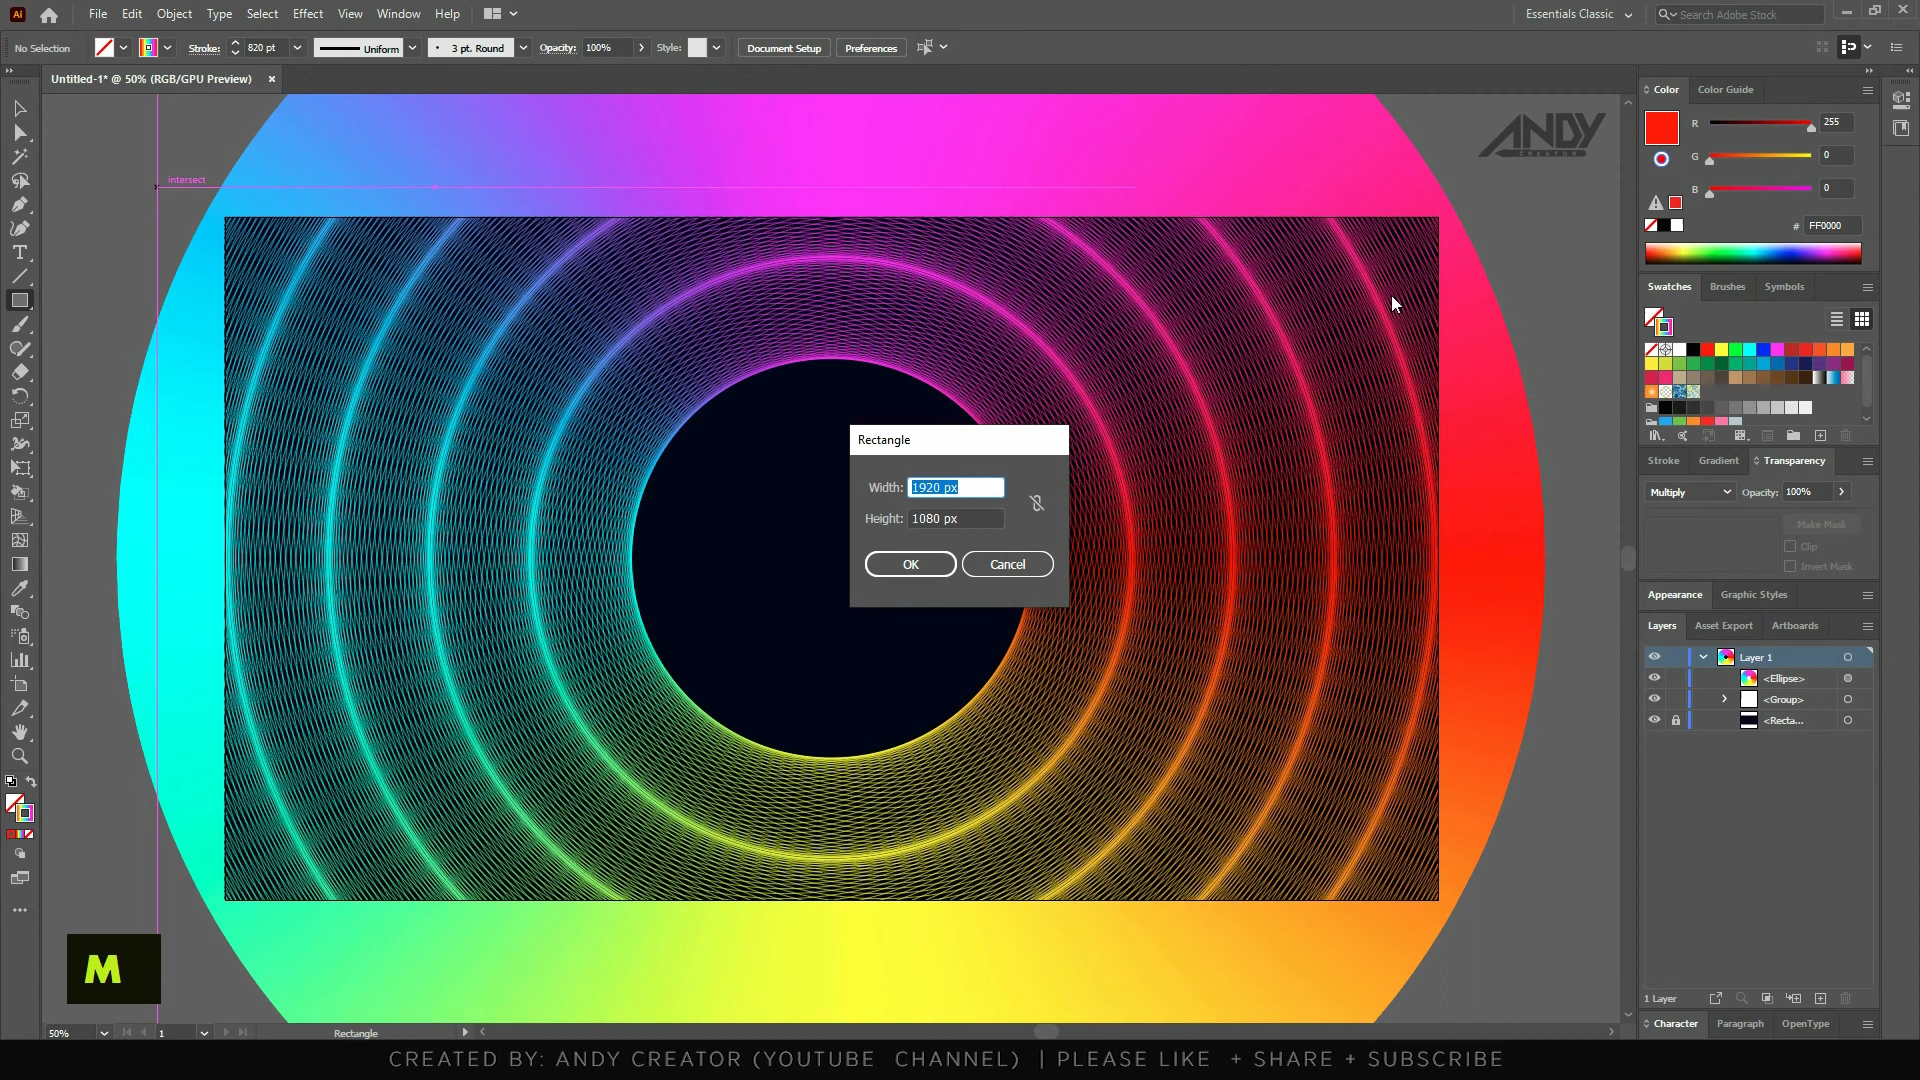 Ai File Edit Object Type Select Effect View Window Help Essentials Classic Search Adobe Stock
No Selection Stroke: 820 pt Uniform 3 pt. Round Opacity: 100% Style: Document Setup Preferences
Untitled-1* @ 50% (RGB/GPU Preview)
intersect
ANDY
CREATOR
Color Color Guide
R 255
G 0
B 0
# FF0000
Swatches Brushes Symbols
Stroke Gradient Transparency
Multiply Opacity: 100%
Make Mask
Clip
Invert Mask
Appearance Graphic Styles
Layers Asset Export Artboards
Layer 1
<Ellipse>
<Group>
<Recta...
Rectangle
Width: 1920 px
Height: 1080 px
OK Cancel
M
1 Layer
50% 1 Rectangle
Character Paragraph OpenType
CREATED BY: ANDY CREATOR (YOUTUBE CHANNEL) | PLEASE LIKE + SHARE + SUBSCRIBE